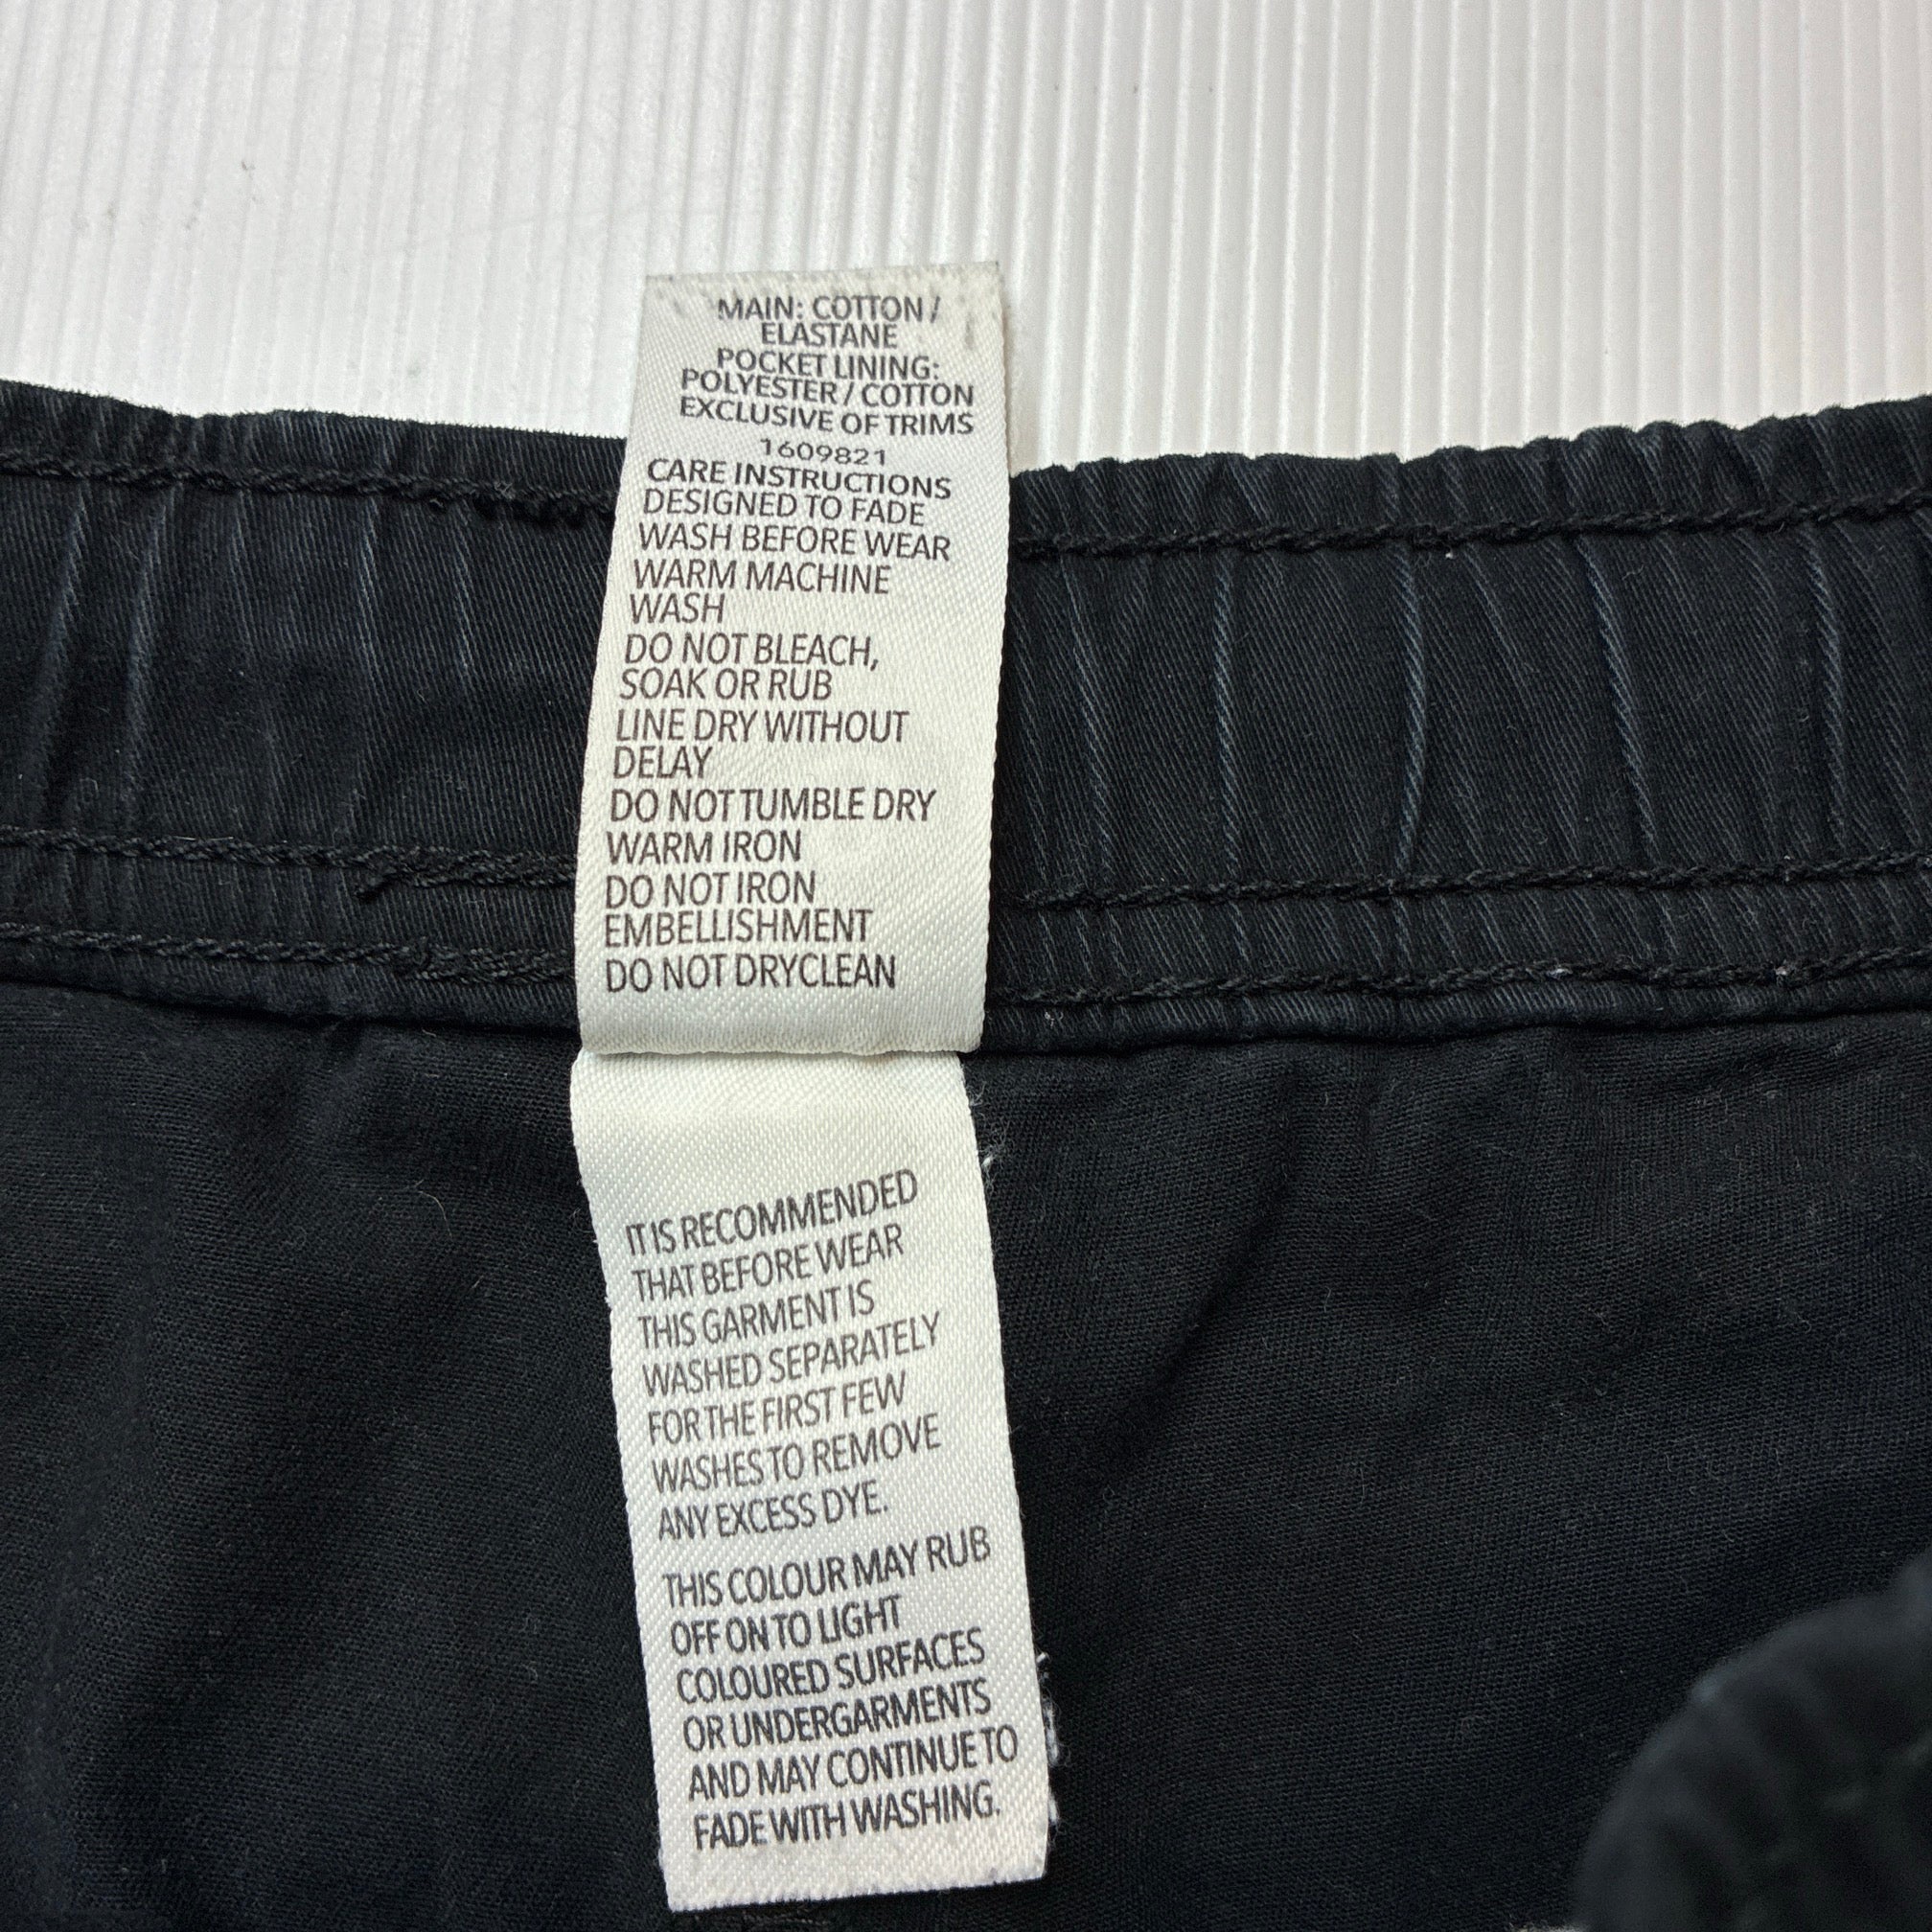 MAIN: COTTON /
ELASTANE
POCKET LINING:
POLYESTER / COTTON
EXCLUSIVE OF TRIMS
1609821
CARE INSTRUCTIONS
DESIGNED TO FADE
WASH BEFORE WEAR
WARM MACHINE
WASH
DO NOT BLEACH,
SOAK OR RUB
LINE DRY WITHOUT
DELAY
DO NOT TUMBLE DRY
WARM IRON
DO NOT IRON
EMBELLISHMENT
DO NOT DRYCLEAN
IT IS RECOMMENDED
THAT BEFORE WEAR
THIS GARMENT IS
WASHED SEPARATELY
FOR THE FIRST FEW
WASHES TO REMOVE
ANY EXCESS DYE.
THIS COLOUR MAY RUB
OFF ON TO LIGHT
COLOURED SURFACES
OR UNDERGARMENTS
AND MAY CONTINUE TO
FADE WITH WASHING.